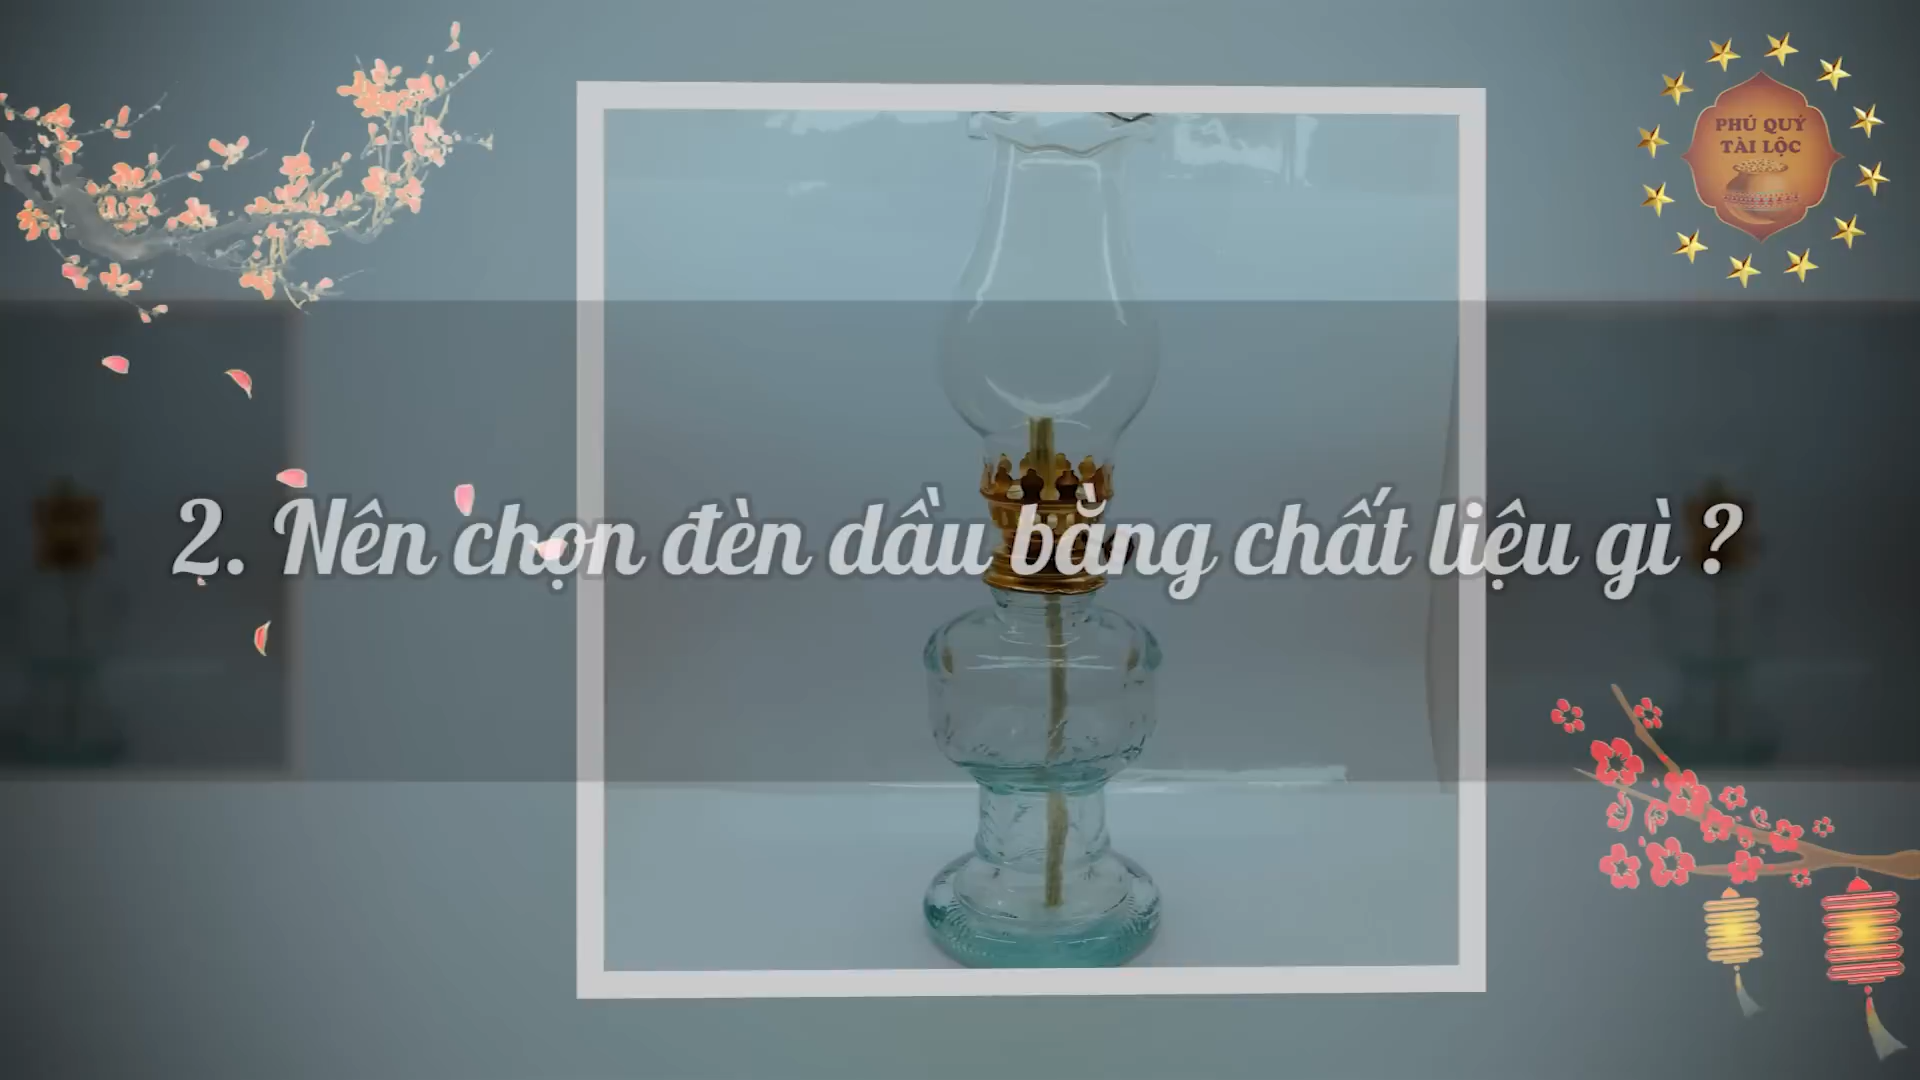 PHÚ QUÝ
TÀI LỘC
2. Nên chọn đèn dầu bằng chất liệu gì ?